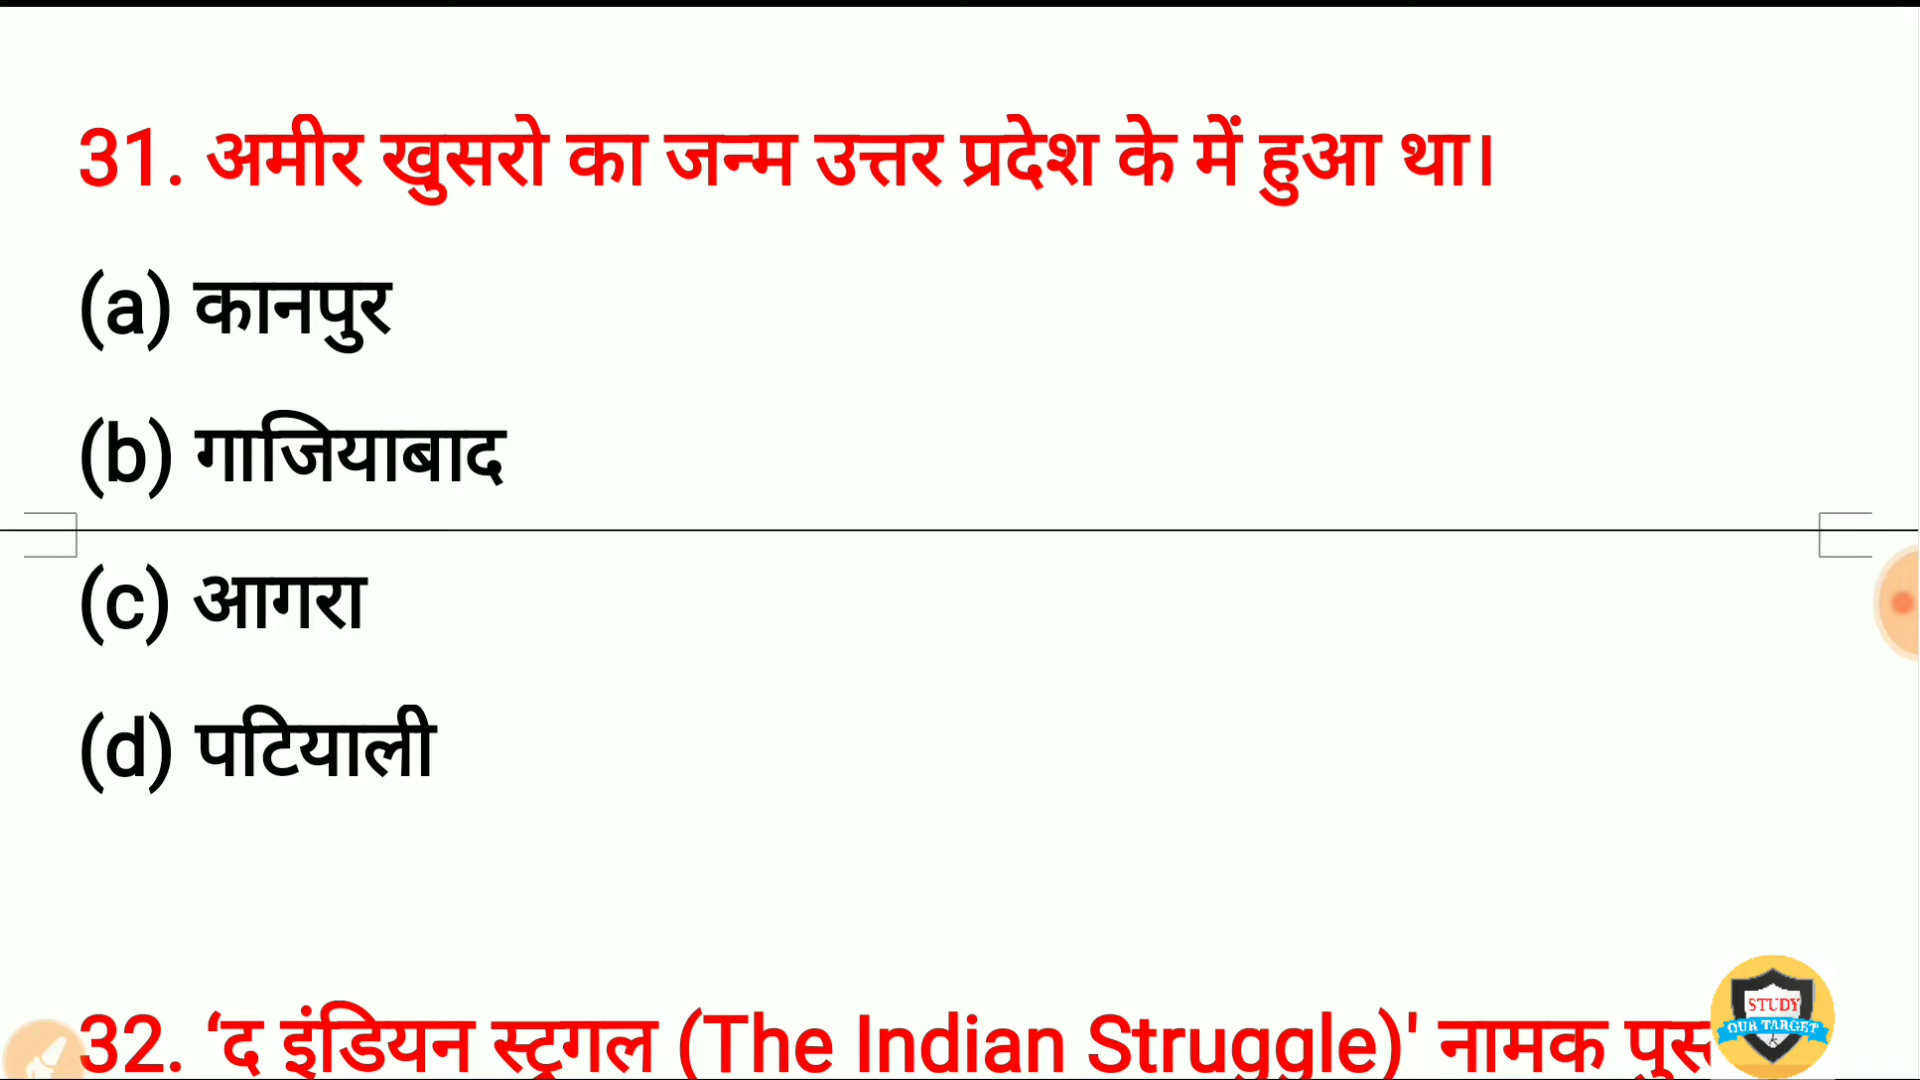 31. अमीर खुसरो का जन्म उत्तर प्रदेश के में हुआ था।
(a) कानपुर
(b) गाजियाबाद
(c) आगरा
(d) पटियाली
32. ‘द इंडियन स्ट्रगल (The Indian Struggle)' नामक
STUDY
OUR TARGET